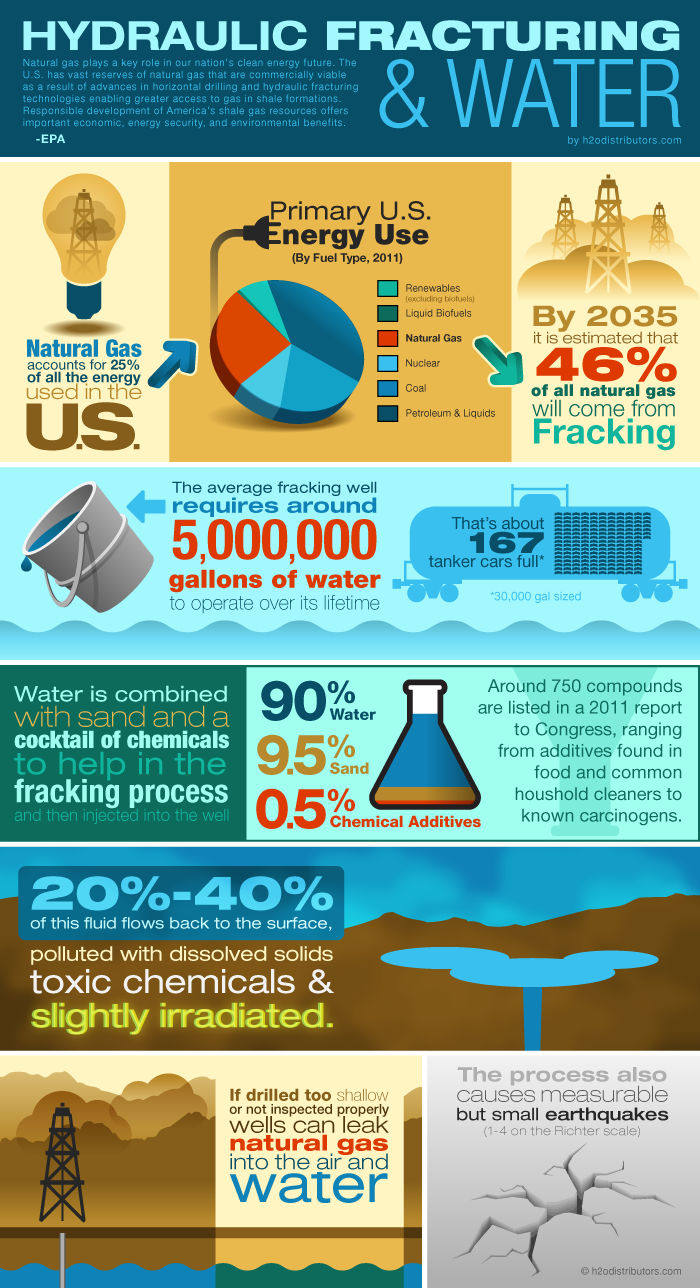 HYDRAULIC FRACTURING
& WATER
Natural gas plays a key role in our nation's clean energy future. The
U.S. has vast reserves of natural gas that are commercially viable
as a result of advances in horizontal drilling and hydraulic fracturing
technologies enabling greater access to gas in shale formations.
Responsible development of America's shale gas resources offers
important economic, energy security, and environmental benefits.
-EPA
by h2odistributors.com
Natural Gas
accounts for 25%
of all the energy
used in the
U.S.
Primary U.S.
Energy Use
(By Fuel Type, 2011)
Renewables
(excluding biofuels)
Liquid Biofuels
Natural Gas
Nuclear
Coal
Petroleum & Liquids
By 2035
it is estimated that
46%
of all natural gas
will come from
Fracking
The average fracking well
requires around
5,000,000
gallons of water
to operate over its lifetime
That's about
167
tanker cars full*
*30,000 gal sized
Water is combined
with sand and a
cocktail of chemicals
to help in the
fracking process
and then injected into the well
90% Water
9.5% Sand
0.5% Chemical Additives
Around 750 compounds
are listed in a 2011 report
to Congress, ranging
from additives found in
food and common
houshold cleaners to
known carcinogens.
20%-40%
of this fluid flows back to the surface,
polluted with dissolved solids
toxic chemicals &
slightly irradiated.
If drilled too shallow
or not inspected properly
wells can leak
natural gas
into the air and
water
The process also
causes measurable
but small earthquakes
(1-4 on the Richter scale)
© h2odistributors.com